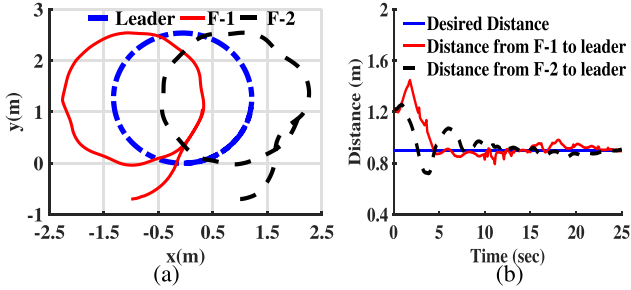 Leader F-1 F-2
3
2
1
0
-1
y(m)
-2.5 -1.5 -0.5 0.5 1.5 2.5
x(m)
(a)
Desired Distance
Distance from F-1 to leader
Distance from F-2 to leader
2
1.6
1.2
0.8
0.4
Distance (m)
0 5 10 15 20 25
Time (sec)
(b)